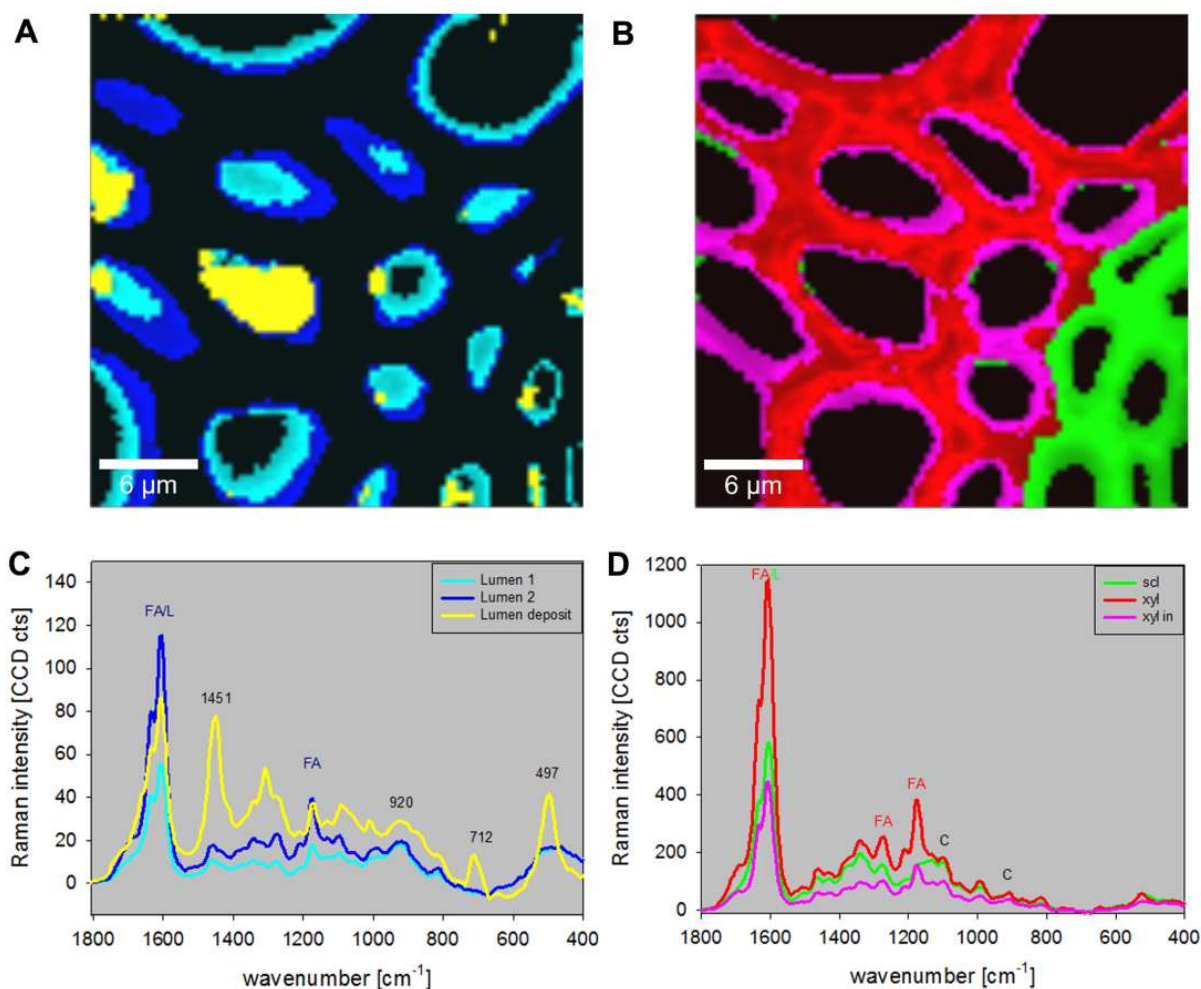 A
B
6 µm
6 µm
C
D
Raman intensity [CCD cts]
140
120
100
80
60
40
20
0
FA/L
1451
FA
920
712
497
Lumen 1
Lumen 2
Lumen deposit
1800 1600 1400 1200 1000 800 600 400
wavenumber [cm-1]
Raman intensity [CCD cts]
1200
1000
800
600
400
200
0
FA/L
FA
FA
C
C
scl
xyl
xyl in
1800 1600 1400 1200 1000 800 600 400
wavenumber [cm-1]